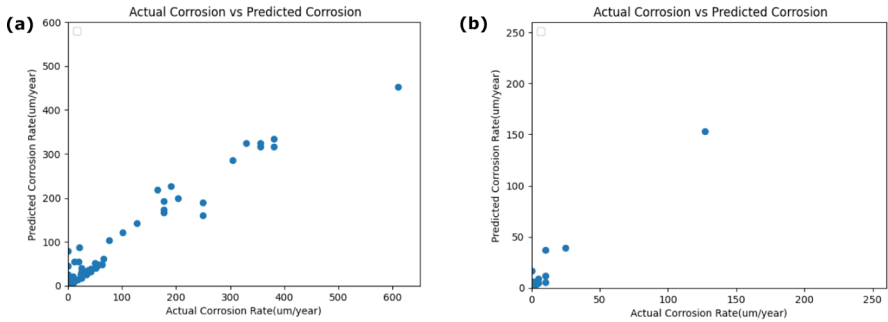 (a)
Actual Corrosion vs Predicted Corrosion
600
500
400
300
200
100
0
Predicted Corrosion Rate(um/year)
0 100 200 300 400 500 600
Actual Corrosion Rate(um/year)
(b)
Actual Corrosion vs Predicted Corrosion
250
200
150
100
50
0
Predicted Corrosion Rate(um/year)
0 50 100 150 200 250
Actual Corrosion Rate(um/year)